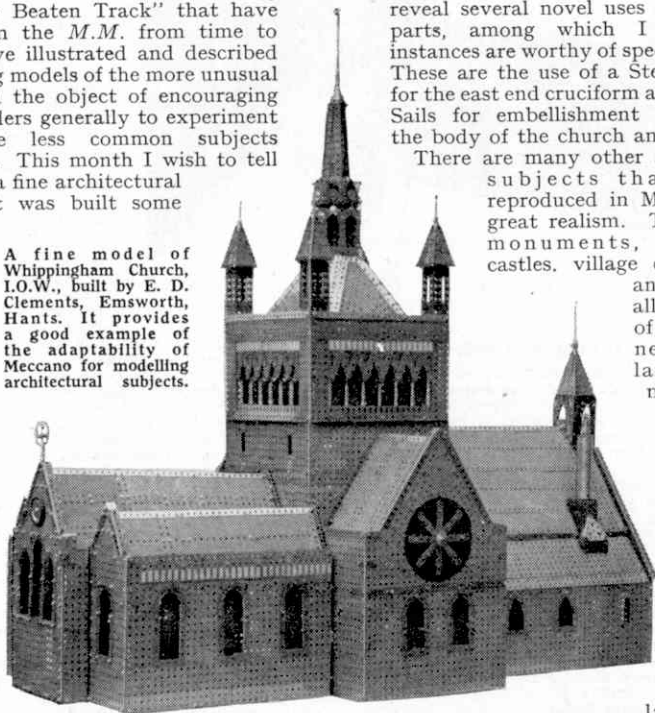 Beaten Track” that have
n the M.M. from time to
ve illustrated and described
g models of the more unusual
the object of encouraging
lers generally to experiment
e less common subjects
This month I wish to tell
a fine architectural
t was built some
A fine model of
Whippingham Church,
I.O.W., built by E. D.
Clements, Emsworth,
Hants. It provides
a good example of
the adaptability of
Meccano for modelling
architectural subjects.
reveal several novel uses
parts, among which I
instances are worthy of spe
These are the use of a Ste
for the east end cruciform a
Sails for embellishment
the body of the church an
There are many other
subjects tha
reproduced in M
great realism. T
monuments,
castles, village
an
all
of
ne
la